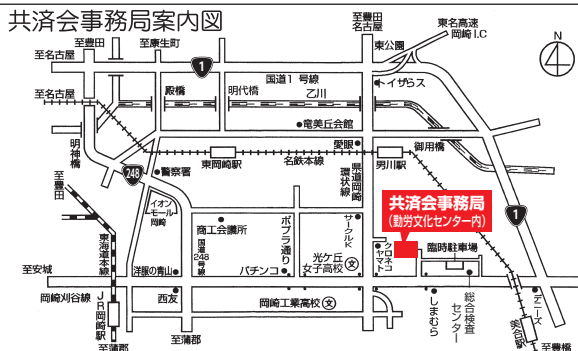 共済会事務局案内図
至豊田
至康生町
至豊田
名古屋
東名高速
岡崎I.C
N
至名古屋
1
東公園
国道1号線
至名古屋
殿橋
明代橋
乙川
トイザらス
竜美丘会館
明神橋
愛眼
御用橋
東岡崎駅
名鉄本線
男川駅
248
警察署
県道岡崎
環状線
至豊田
イオン
モール
岡崎
共済会事務局
(勤労文化センター内)
1
商工会議所
ポプラ通り
サークルK
東海道本線
国道248号線
光ケ丘
女子高校
文
クロネコ
ヤマト
臨時駐車場
至安城
洋服の青山
パチンコ
岡崎刈谷線
西友
岡崎工業高校
文
しまむら
総合検査
センター
デニーズ
JR岡崎駅
美合駅
至蒲郡
至蒲郡
至豊橋